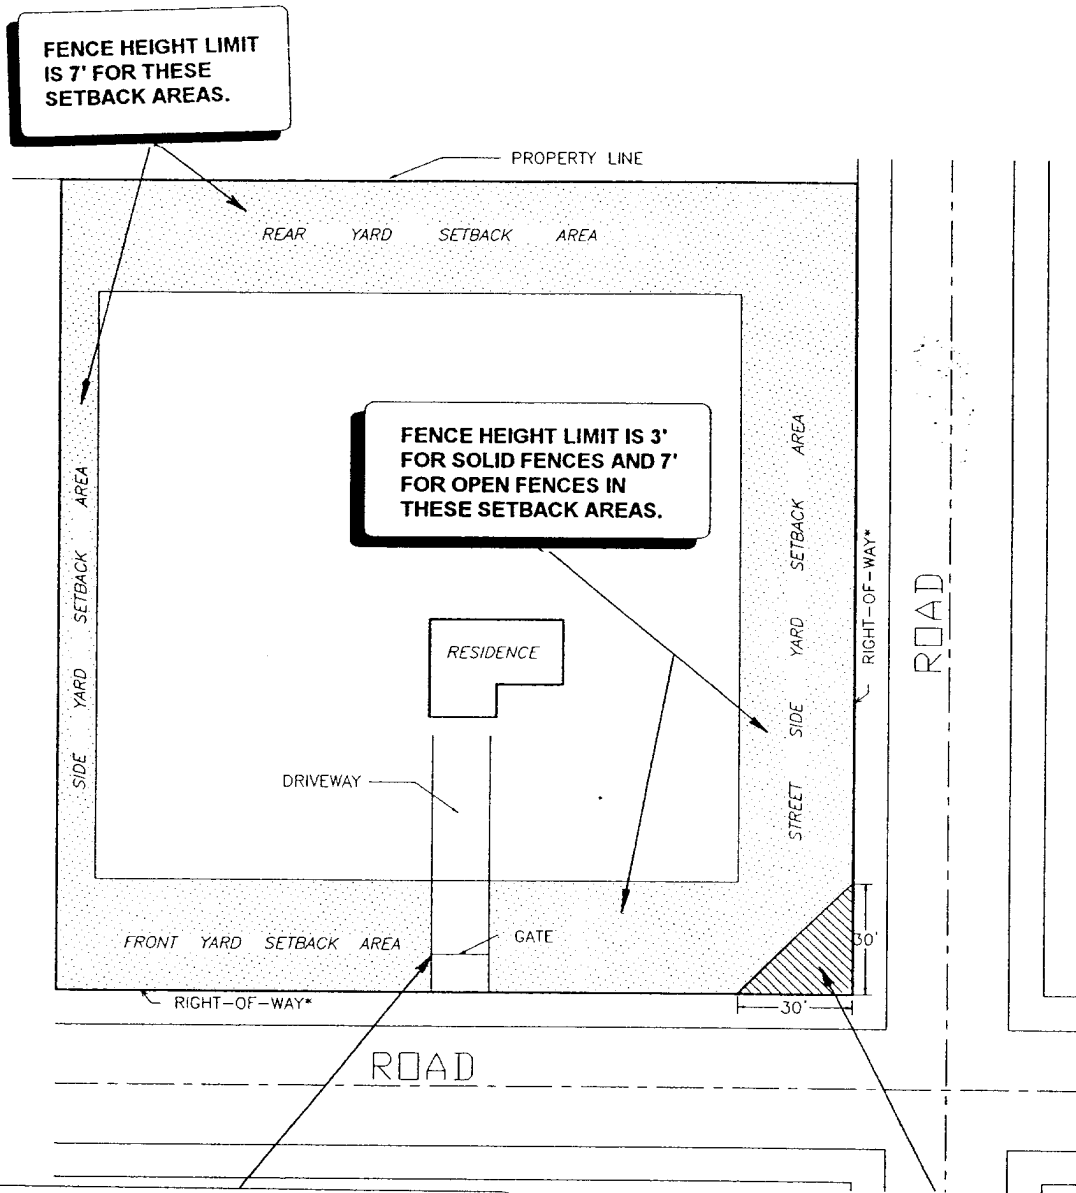 FENCE HEIGHT LIMIT
IS 7' FOR THESE
SETBACK AREAS.
PROPERTY LINE
REAR YARD SETBACK AREA
FENCE HEIGHT LIMIT IS 3'
FOR SOLID FENCES AND 7'
FOR OPEN FENCES IN
THESE SETBACK AREAS.
SIDE YARD SETBACK AREA
STREET SIDE YARD SETBACK AREA
RIGHT-OF-WAY*
ROAD
RESIDENCE
DRIVEWAY
FRONT YARD SETBACK AREA
GATE
30'
30'
RIGHT-OF-WAY*
ROAD